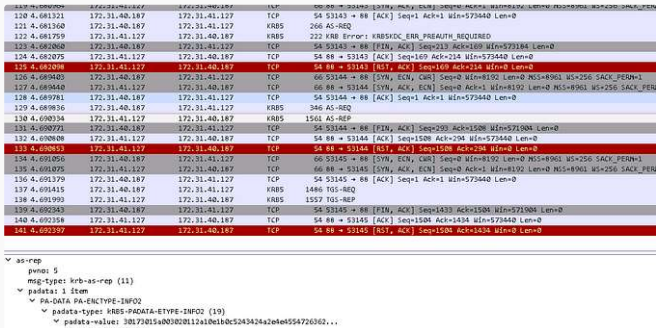 120 4.681321 172.31.40.187 172.31.41.127 TCP 54 53143 → 88 [ACK] Seq=1 Ack=1 Win=573440 Len=0
121 4.681360 172.31.40.187 172.31.41.127 KRB5 266 AS-REQ
122 4.681759 172.31.41.127 172.31.40.187 KRB5 222 KRB Error: KRB5KDC_ERR_PREAUTH_REQUIRED
123 4.682060 172.31.40.187 172.31.41.127 TCP 54 53143 → 88 [FIN, ACK] Seq=213 Ack=169 Win=573184 Len=0
124 4.682075 172.31.41.127 172.31.40.187 TCP 54 88 → 53143 [ACK] Seq=169 Ack=214 Win=573440 Len=0
125 4.682098 172.31.41.127 172.31.40.187 TCP 54 88 → 53143 [RST, ACK] Seq=169 Ack=214 Win=0 Len=0
126 4.689403 172.31.40.187 172.31.41.127 TCP 66 53144 → 88 [SYN, ECN, CWR] Seq=0 Win=8192 Len=0 MSS=8961 WS=256 SACK_PERM=1
127 4.689440 172.31.41.127 172.31.40.187 TCP 66 88 → 53144 [SYN, ACK, ECN] Seq=0 Ack=1 Win=8192 Len=0 MSS=8961 WS=256
128 4.689781 172.31.40.187 172.31.41.127 TCP 54 53144 → 88 [ACK] Seq=1 Ack=1 Win=573440 Len=0
129 4.689836 172.31.40.187 172.31.41.127 KRB5 346 AS-REQ
130 4.690334 172.31.41.127 172.31.40.187 KRB5 1561 AS-REP
131 4.690771 172.31.40.187 172.31.41.127 TCP 54 53144 → 88 [FIN, ACK] Seq=293 Ack=1508 Win=571904 Len=0
132 4.690808 172.31.41.127 172.31.40.187 TCP 54 88 → 53144 [ACK] Seq=1508 Ack=294 Win=573440 Len=0
133 4.690853 172.31.41.127 172.31.40.187 TCP 54 88 → 53144 [RST, ACK] Seq=1508 Ack=294 Win=0 Len=0
134 4.691056 172.31.40.187 172.31.41.127 TCP 66 53145 → 88 [SYN, ECN, CWR] Seq=0 Win=8192 Len=0 MSS=8961 WS=256 SACK_PERM=1
135 4.691075 172.31.41.127 172.31.40.187 TCP 66 88 → 53145 [SYN, ACK, ECN] Seq=0 Ack=1 Win=8192 Len=0 MSS=8961 WS=256
136 4.691379 172.31.40.187 172.31.41.127 TCP 54 53145 → 88 [ACK] Seq=1 Ack=1 Win=573440 Len=0
137 4.691415 172.31.40.187 172.31.41.127 KRB5 1486 TGS-REQ
138 4.691993 172.31.41.127 172.31.40.187 KRB5 1557 TGS-REP
139 4.692343 172.31.40.187 172.31.41.127 TCP 54 53145 → 88 [FIN, ACK] Seq=1433 Ack=1504 Win=571904 Len=0
140 4.692358 172.31.41.127 172.31.40.187 TCP 54 88 → 53145 [ACK] Seq=1504 Ack=1434 Win=573440 Len=0
141 4.692397 172.31.41.127 172.31.40.187 TCP 54 88 → 53145 [RST, ACK] Seq=1504 Ack=1434 Win=0 Len=0
as-rep
pvno: 5
msg-type: krb-as-rep (11)
padata: 1 item
PA-DATA PA-ENCTYPE-INFO2
padata-type: kRB5-PADATA-ETYPE-INFO2 (19)
padata-value: 30173015a003020112a10e1b0c5243424a2e4e4554726362...